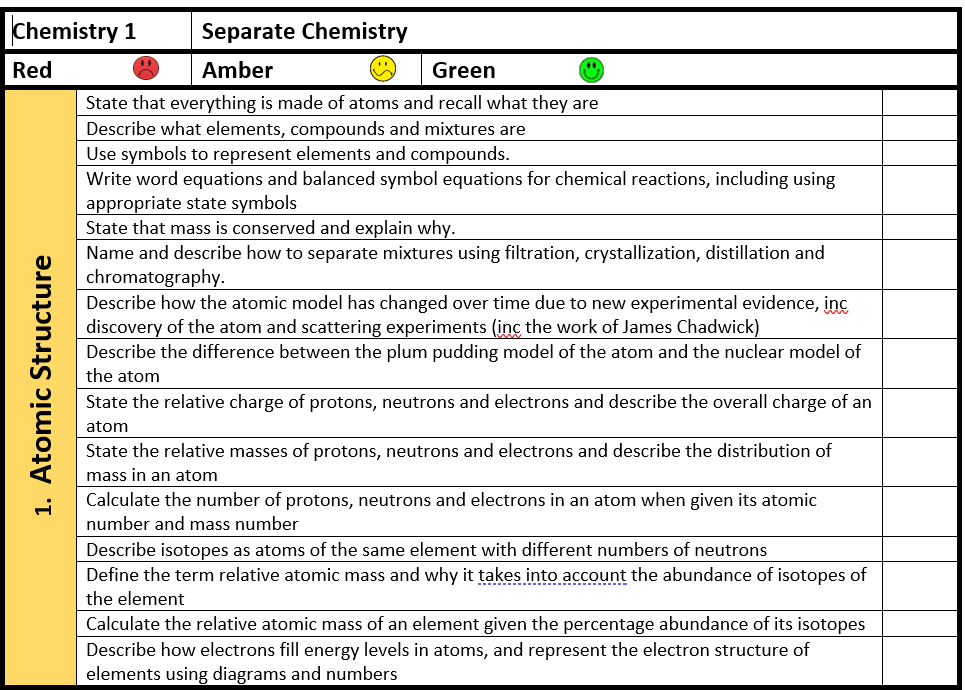 Chemistry 1
Separate Chemistry
Red
Amber
Green
1. Atomic Structure
State that everything is made of atoms and recall what they are
Describe what elements, compounds and mixtures are
Use symbols to represent elements and compounds.
Write word equations and balanced symbol equations for chemical reactions, including using
appropriate state symbols
State that mass is conserved and explain why.
Name and describe how to separate mixtures using filtration, crystallization, distillation and
chromatography.
Describe how the atomic model has changed over time due to new experimental evidence, inc
discovery of the atom and scattering experiments (inc the work of James Chadwick)
Describe the difference between the plum pudding model of the atom and the nuclear model of
the atom
State the relative charge of protons, neutrons and electrons and describe the overall charge of an
atom
State the relative masses of protons, neutrons and electrons and describe the distribution of
mass in an atom
Calculate the number of protons, neutrons and electrons in an atom when given its atomic
number and mass number
Describe isotopes as atoms of the same element with different numbers of neutrons
Define the term relative atomic mass and why it takes into account the abundance of isotopes of
the element
Calculate the relative atomic mass of an element given the percentage abundance of its isotopes
Describe how electrons fill energy levels in atoms, and represent the electron structure of
elements using diagrams and numbers